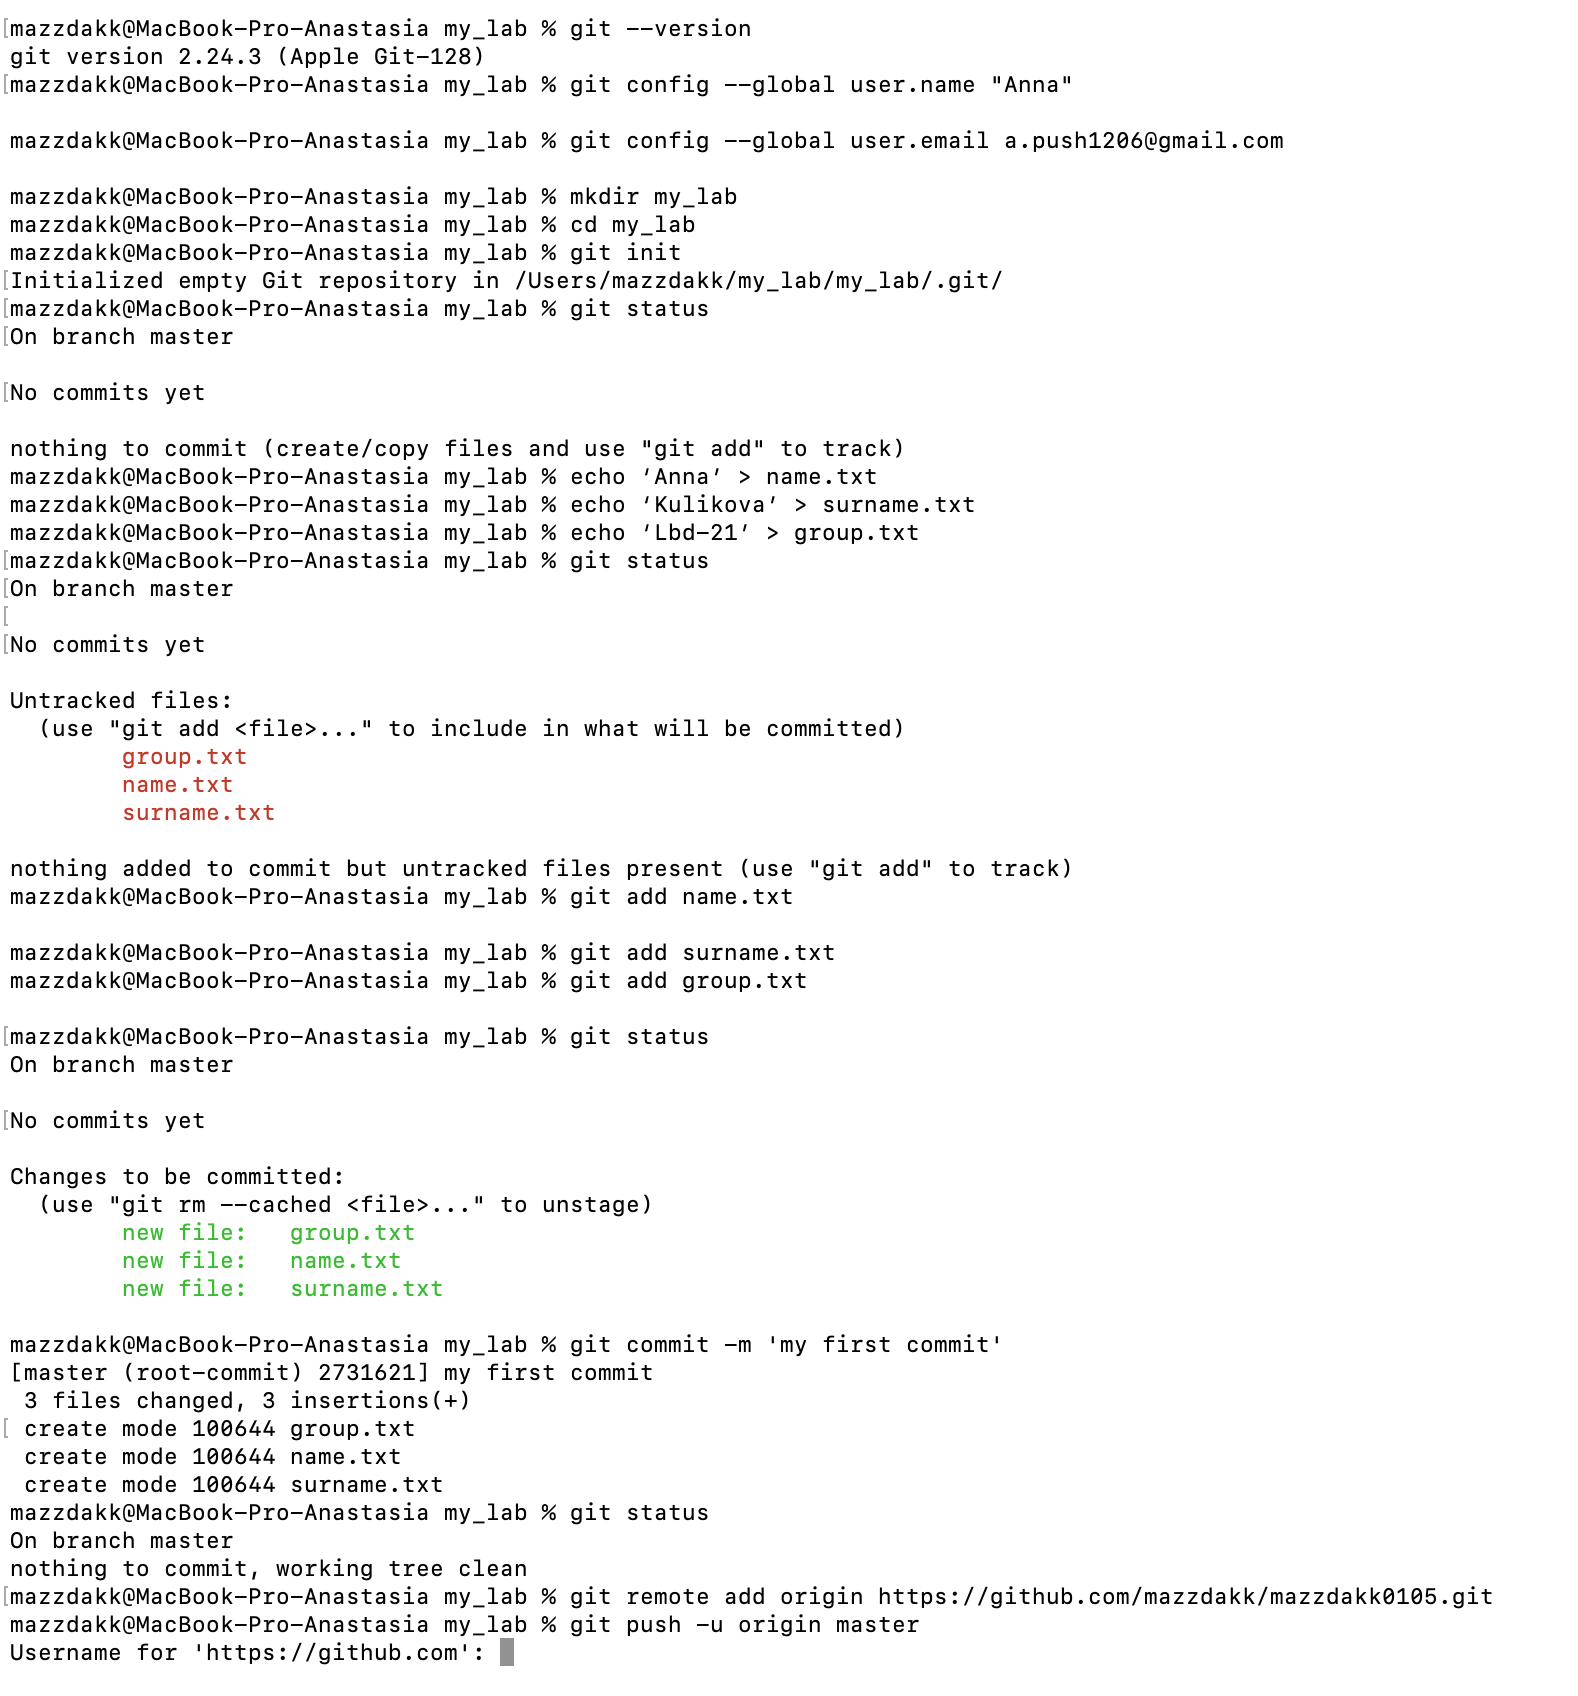 [mazzdakk@MacBook-Pro-Anastasia my_lab % git --version
git version 2.24.3 (Apple Git-128)
[mazzdakk@MacBook-Pro-Anastasia my_lab % git config --global user.name "Anna"
mazzdakk@MacBook-Pro-Anastasia my_lab % git config --global user.email a.push1206@gmail.com
mazzdakk@MacBook-Pro-Anastasia my_lab % mkdir my_lab
mazzdakk@MacBook-Pro-Anastasia my_lab % cd my_lab
mazzdakk@MacBook-Pro-Anastasia my_lab % git init
[Initialized empty Git repository in /Users/mazzdakk/my_lab/my_lab/.git/
[mazzdakk@MacBook-Pro-Anastasia my_lab % git status
[On branch master
[No commits yet
nothing to commit (create/copy files and use "git add" to track)
mazzdakk@MacBook-Pro-Anastasia my_lab % echo ‘Anna’ > name.txt
mazzdakk@MacBook-Pro-Anastasia my_lab % echo ‘Kulikova’ > surname.txt
mazzdakk@MacBook-Pro-Anastasia my_lab % echo ‘Lbd-21’ > group.txt
[mazzdakk@MacBook-Pro-Anastasia my_lab % git status
[On branch master
[
[No commits yet
Untracked files:
  (use "git add <file>..." to include in what will be committed)
        group.txt
        name.txt
        surname.txt
nothing added to commit but untracked files present (use "git add" to track)
mazzdakk@MacBook-Pro-Anastasia my_lab % git add name.txt
mazzdakk@MacBook-Pro-Anastasia my_lab % git add surname.txt
mazzdakk@MacBook-Pro-Anastasia my_lab % git add group.txt
[mazzdakk@MacBook-Pro-Anastasia my_lab % git status
On branch master
[No commits yet
Changes to be committed:
  (use "git rm --cached <file>..." to unstage)
        new file:   group.txt
        new file:   name.txt
        new file:   surname.txt
mazzdakk@MacBook-Pro-Anastasia my_lab % git commit -m 'my first commit'
[master (root-commit) 2731621] my first commit
 3 files changed, 3 insertions(+)
[ create mode 100644 group.txt
 create mode 100644 name.txt
 create mode 100644 surname.txt
mazzdakk@MacBook-Pro-Anastasia my_lab % git status
On branch master
nothing to commit, working tree clean
[mazzdakk@MacBook-Pro-Anastasia my_lab % git remote add origin https://github.com/mazzdakk/mazzdakk0105.git
mazzdakk@MacBook-Pro-Anastasia my_lab % git push -u origin master
Username for 'https://github.com':